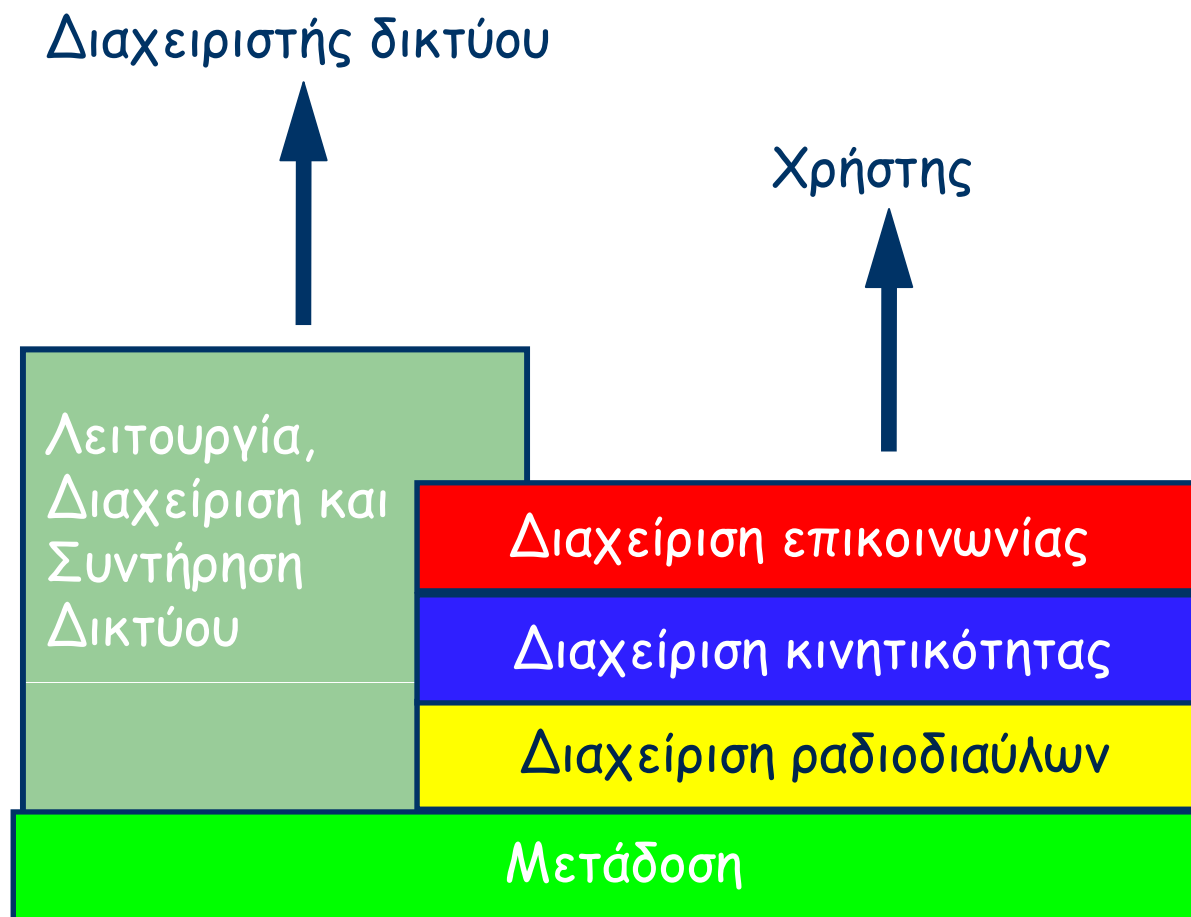 Διαχειριστής δικτύου
Χρήστης
Λειτουργία,
Διαχείριση και
Συντήρηση
Δικτύου
Διαχείριση επικοινωνίας
Διαχείριση κινητικότητας
Διαχείριση ραδιοδιαύλων
Μετάδοση